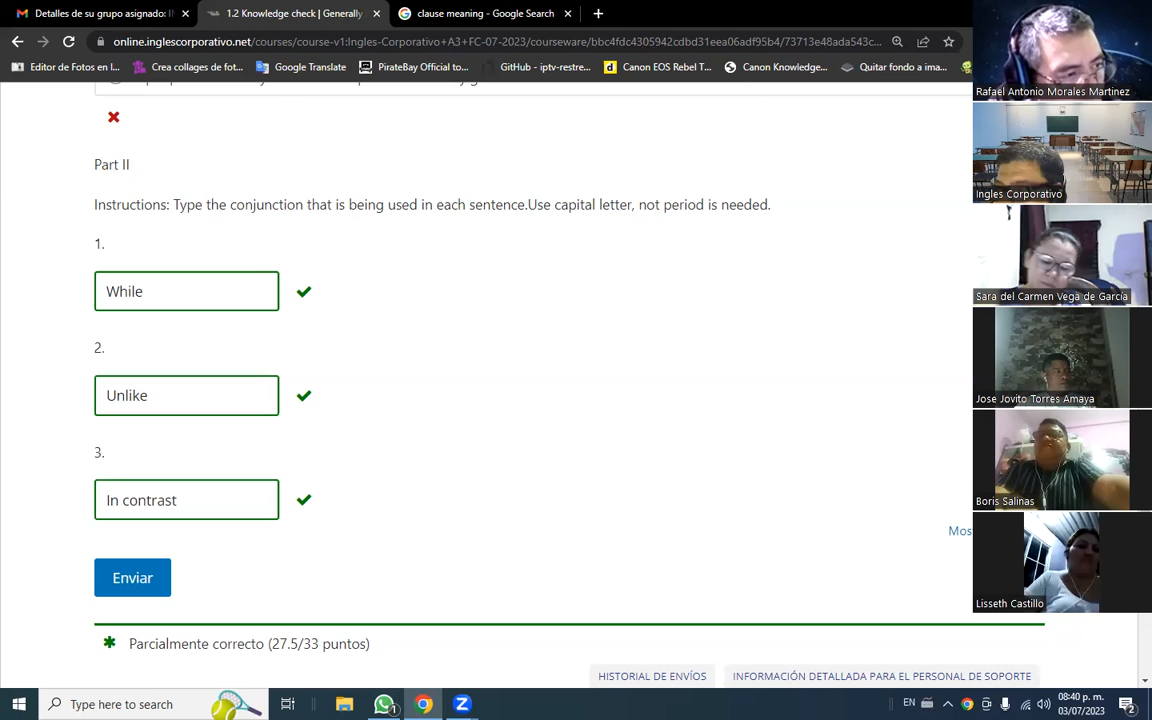 Detalles de su grupo asignado: I
1.2 Knowledge check | Generally
clause meaning - Google Search
online.inglescorporativo.net/courses/course-v1:Ingles-Corporativo+A3+FC-07-2023/courseware/bbc4fdc4305942cdbd31eea06adf95b4/73713e48ada543c...
Editor de Fotos en l...
Crea collages de fot...
Google Translate
PirateBay Official to...
GitHub - iptv-restre...
Canon EOS Rebel T...
Canon Knowledge...
Quitar fondo a ima...
Rafael Antonio Morales Martinez
Part II
Ingles Corporativo
Instructions: Type the conjunction that is being used in each sentence.Use capital letter, not period is needed.
1.
While
Sara del Carmen Vega de Garcia
2.
Unlike
Jose Jovito Torres Amaya
3.
In contrast
Boris Salinas
Enviar
Lisseth Castillo
Parcialmente correcto (27.5/33 puntos)
HISTORIAL DE ENVÍOS
INFORMACIÓN DETALLADA PARA EL PERSONAL DE SOPORTE
Type here to search
1
EN
08:40 p. m.
03/07/2023
2